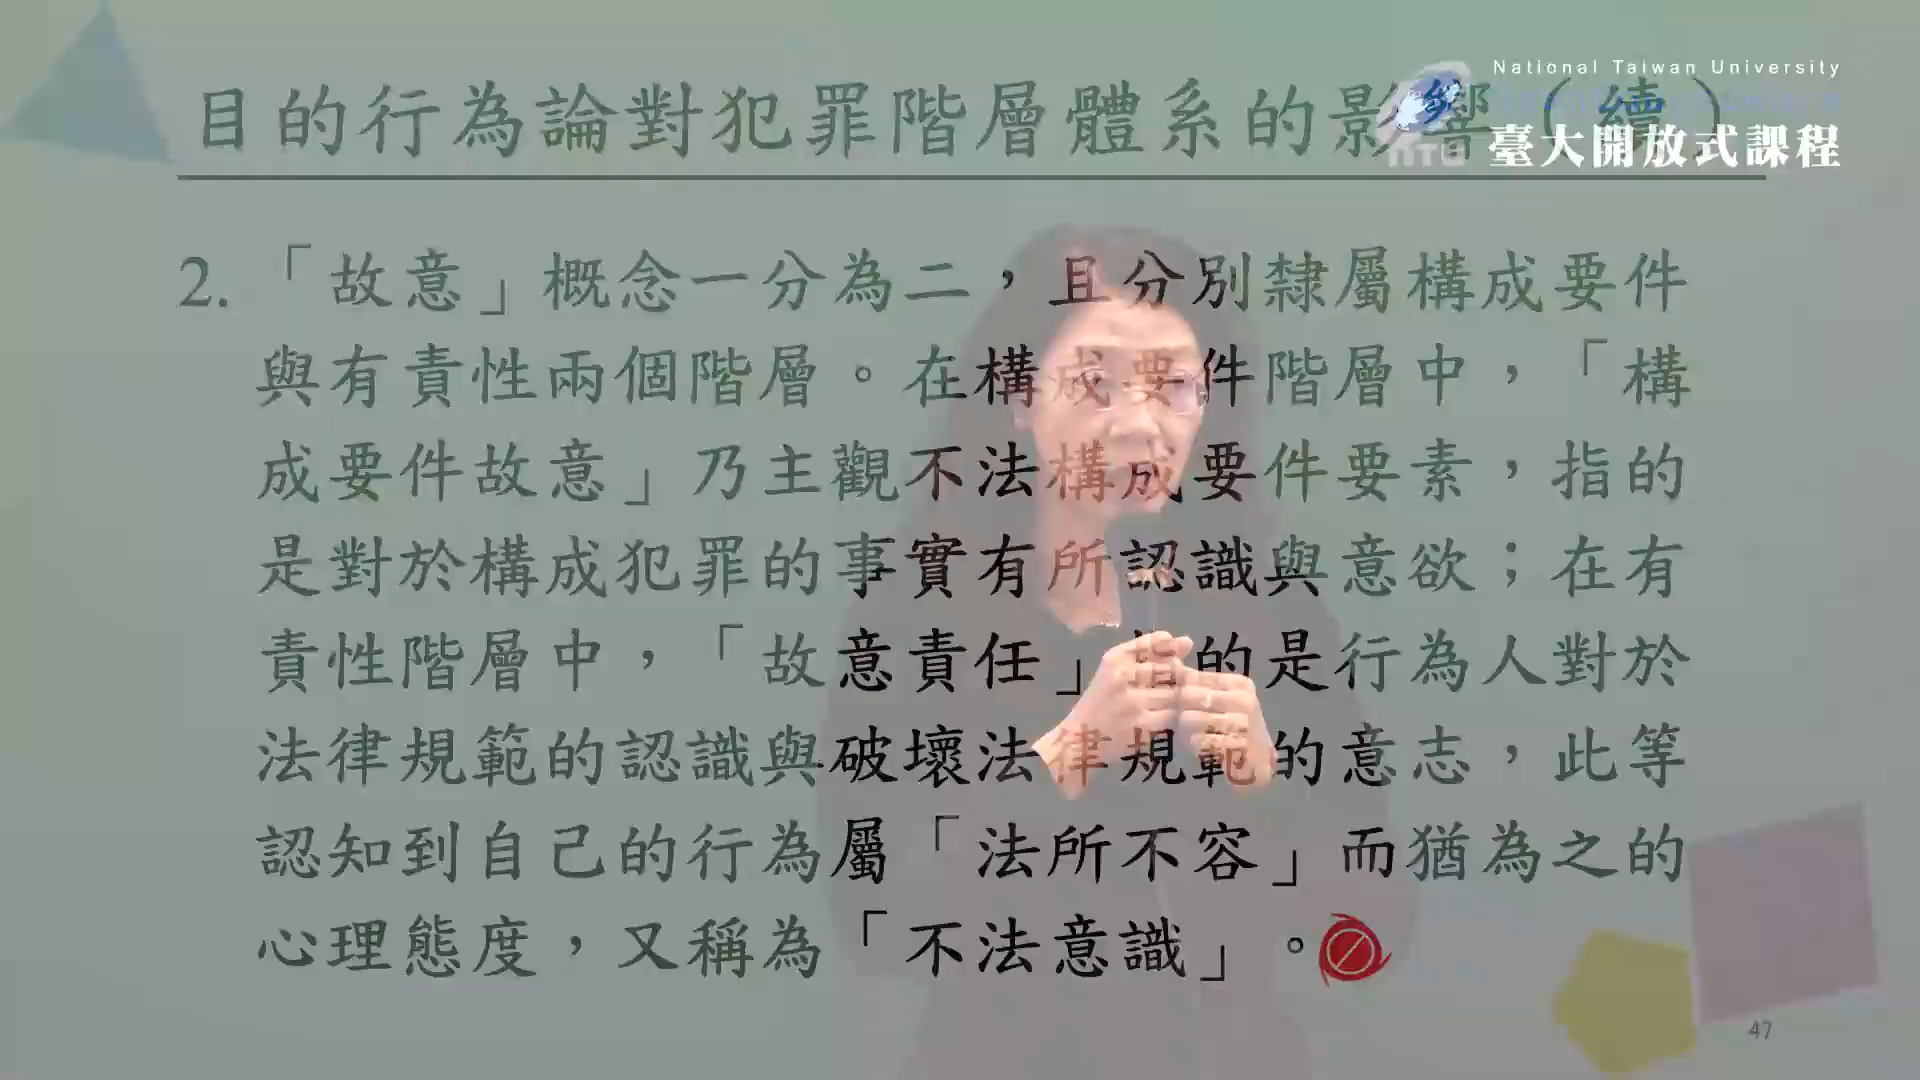 National Taiwan University
臺大開放式課程
NTU
目的行為論對犯罪階層體系的影響（續）
2. 「故意」概念一分為二，且分別隸屬構成要件
與有責性兩個階層。在構成要件階層中，「構
成要件故意」乃主觀不法構成要件要素，指的
是對於構成犯罪的事實有所認識與意欲；在有
責性階層中，「故意責任」指的是行為人對於
法律規範的認識與破壞法律規範的意志，此等
認知到自己的行為屬「法所不容」而猶為之的
心理態度，又稱為「不法意識」。
47